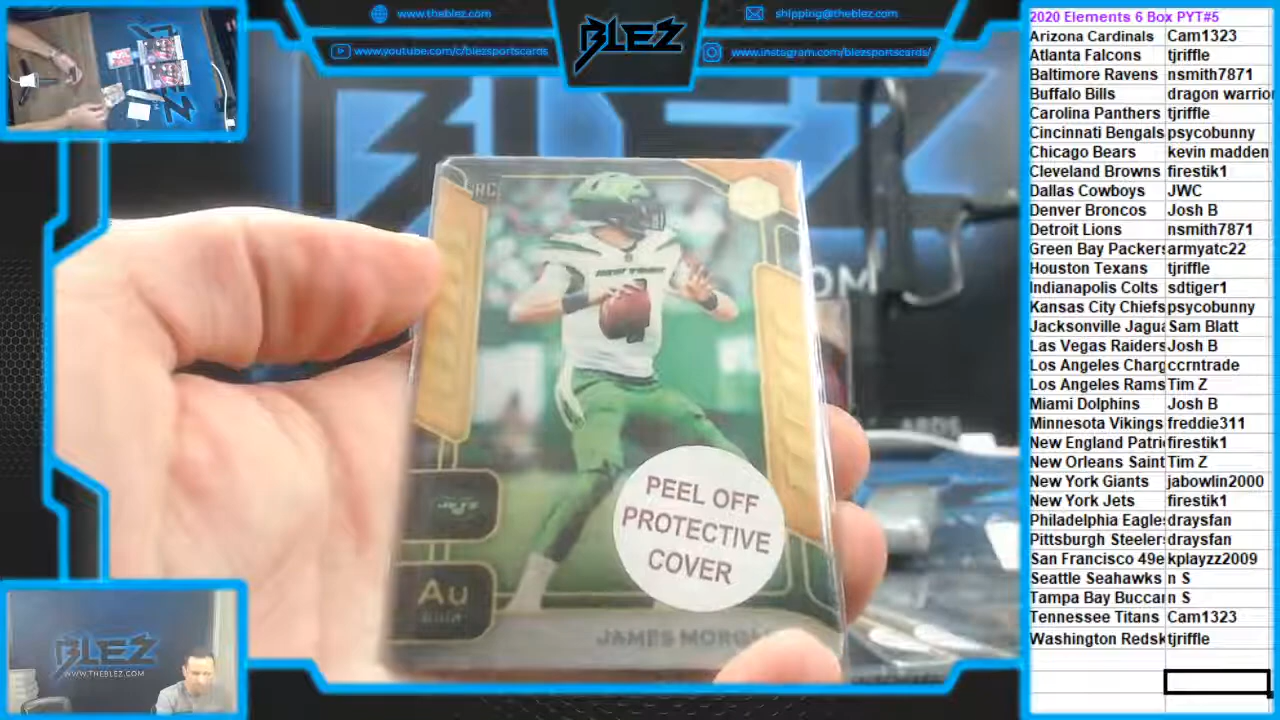 www.theblez.com
www.youtube.com/c/blezsportscards
BLEZ
shipping@theblez.com
www.instagram.com/blezsportscards/
RC
NEW YORK
4
JETS
Au
JAMES
PEEL OFF
PROTECTIVE
COVER
BLEZ
WWW.THEBLEZ.COM
2020 Elements 6 Box PYT#5
Arizona Cardinals Cam1323
Atlanta Falcons tjriffle
Baltimore Ravens nsmith7871
Buffalo Bills dragon warrior
Carolina Panthers tjriffle
Cincinnati Bengals psycobunny
Chicago Bears kevin madden
Cleveland Browns firestik1
Dallas Cowboys JWC
Denver Broncos Josh B
Detroit Lions nsmith7871
Green Bay Packers armyatc22
Houston Texans tjriffle
Indianapolis Colts sdtiger1
Kansas City Chiefs psycobunny
Jacksonville Jagua Sam Blatt
Las Vegas Raiders Josh B
Los Angeles Charg ccrntrade
Los Angeles Rams Tim Z
Miami Dolphins Josh B
Minnesota Vikings freddie311
New England Patri firestik1
New Orleans Saint Tim Z
New York Giants jabowlin2000
New York Jets firestik1
Philadelphia Eagle draysfan
Pittsburgh Steelers draysfan
San Francisco 49e kplayzz2009
Seattle Seahawks n S
Tampa Bay Buccan n S
Tennessee Titans Cam1323
Washington Redsk tjriffle